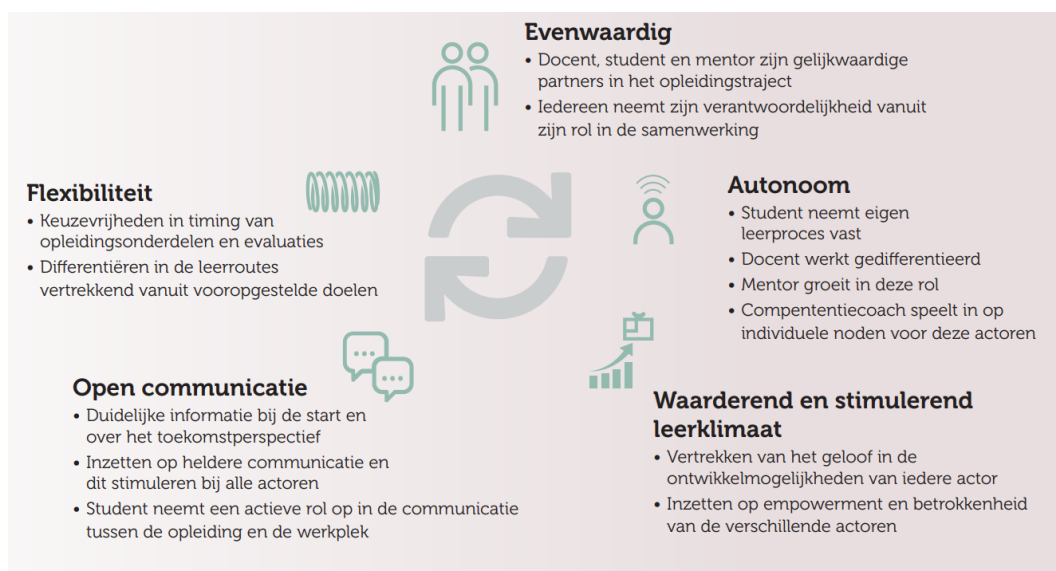 Evenwaardig
• Docent, student en mentor zijn gelijkwaardige
partners in het opleidingstraject
• Iedereen neemt zijn verantwoordelijkheid vanuit
zijn rol in de samenwerking
Flexibiliteit
• Keuzevrijheden in timing van
opleidingsonderdelen en evaluaties
• Differentiëren in de leerroutes
vertrekkend vanuit vooropgestelde doelen
Autonoom
• Student neemt eigen
leerproces vast
• Docent werkt gedifferentieerd
• Mentor groeit in deze rol
• Compententiecoach speelt in op
individuele noden voor deze actoren
Open communicatie
• Duidelijke informatie bij de start en
over het toekomstperspectief
• Inzetten op heldere communicatie en
dit stimuleren bij alle actoren
• Student neemt een actieve rol op in de communicatie
tussen de opleiding en de werkplek
Waarderend en stimulerend
leerklimaat
• Vertrekken van het geloof in de
ontwikkelmogelijkheden van iedere actor
• Inzetten op empowerment en betrokkenheid
van de verschillende actoren